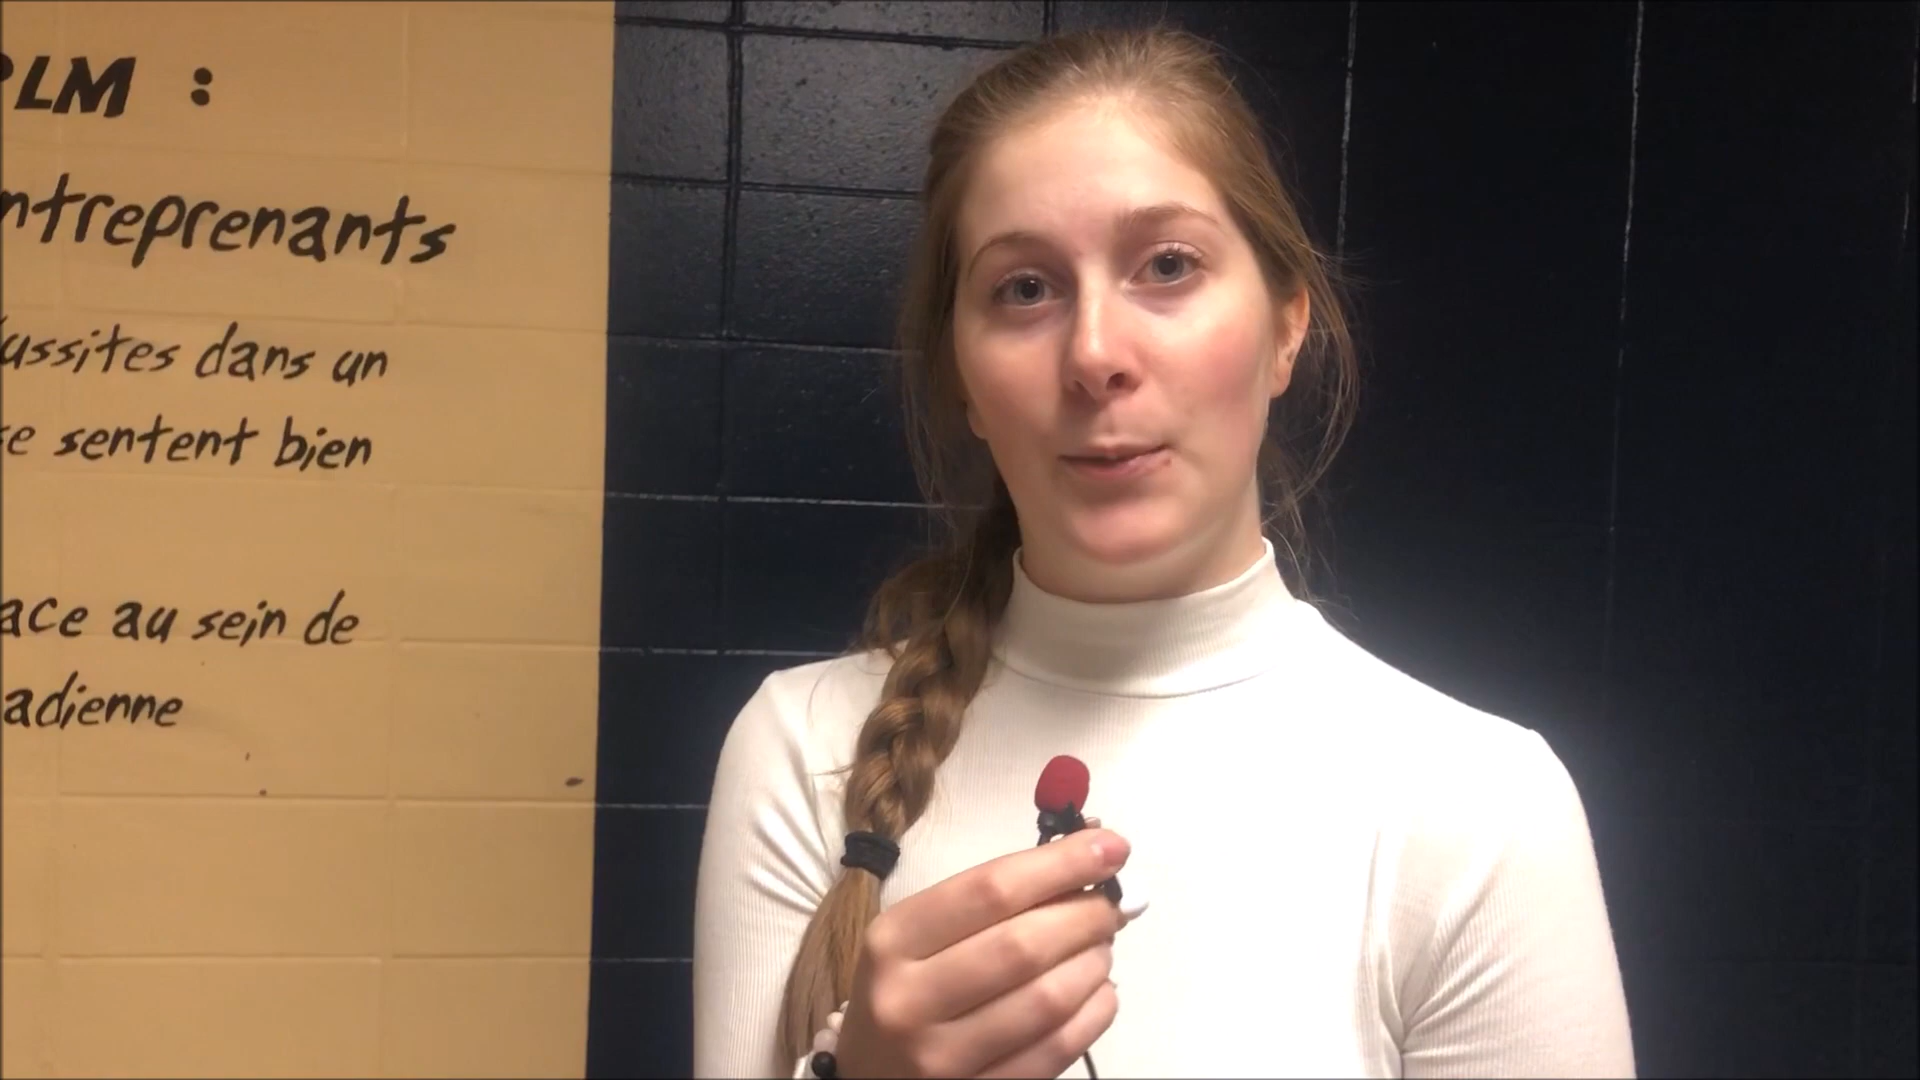 PLM :
ntreprenants
ussites dans un
se sentent bien
ace au sein de
adienne